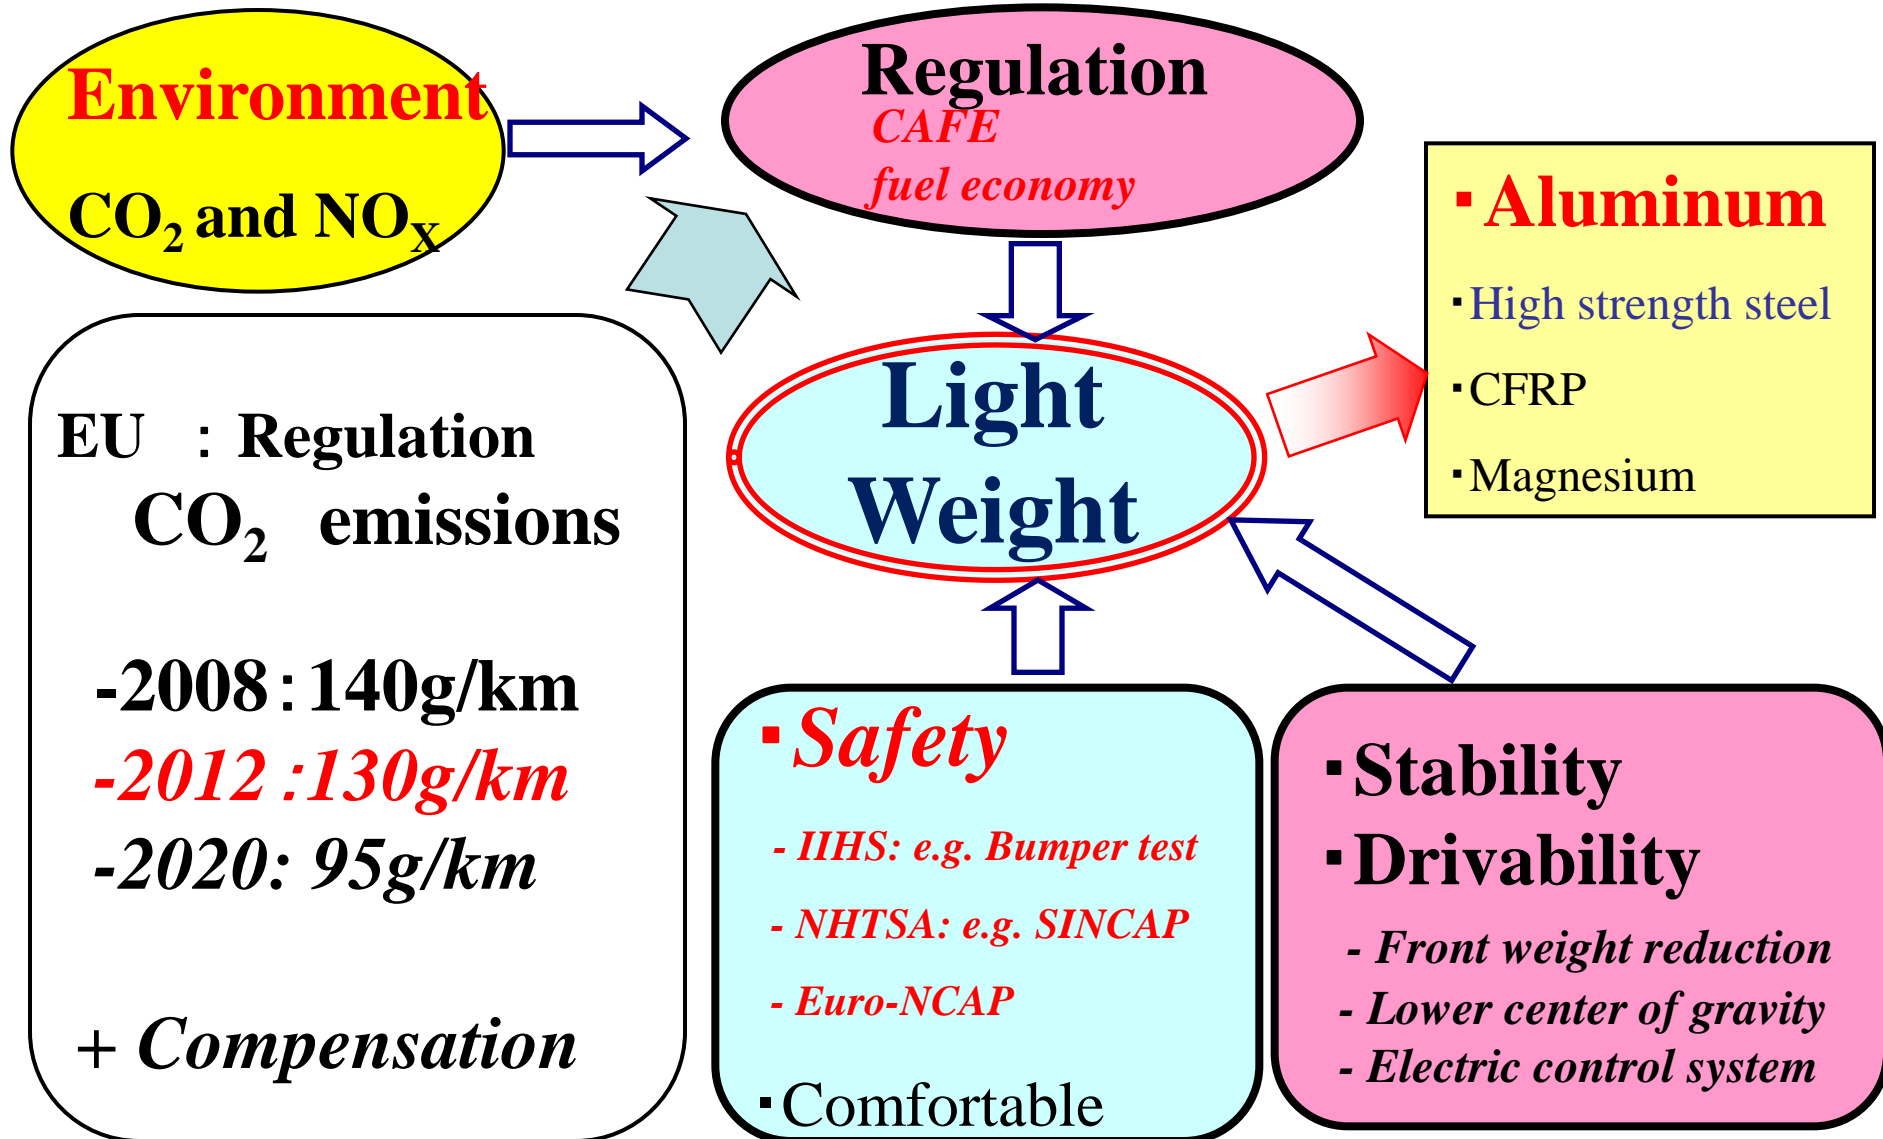 Environment
CO₂ and NOX
Regulation
CAFE
fuel economy
▪Aluminum
▪High strength steel
▪CFRP
▪Magnesium
Light
Weight
EU : Regulation
CO₂ emissions
-2008:140g/km
-2012:130g/km
-2020: 95g/km
+ Compensation
▪Safety
- IIHS: e.g. Bumper test
- NHTSA: e.g. SINCAP
- Euro-NCAP
▪Comfortable
▪Stability
▪Drivability
- Front weight reduction
- Lower center of gravity
- Electric control system